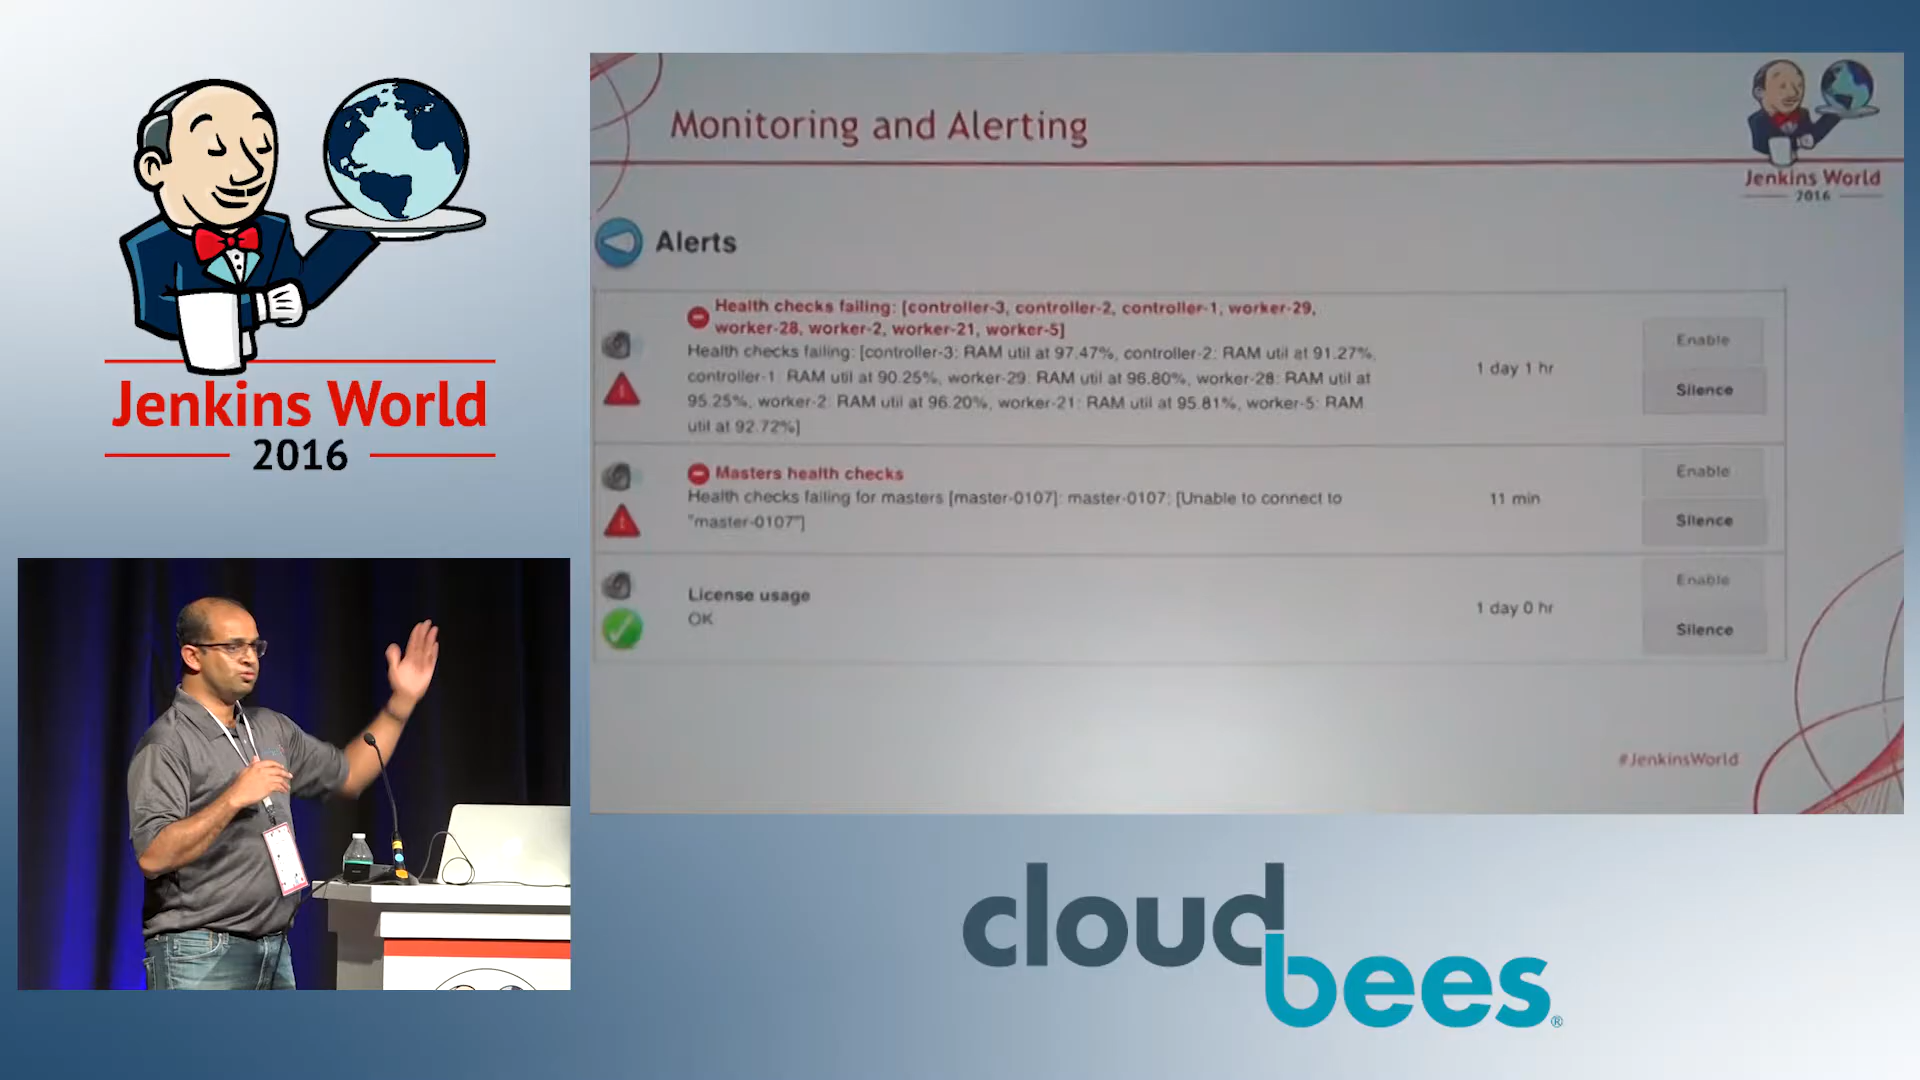 Jenkins World
2016
Monitoring and Alerting
Jenkins World
2016
Alerts
Health checks failing: [controller-3, controller-2, controller-1, worker-29,
worker-28, worker-2, worker-21, worker-5]
Health checks failing: [controller-3: RAM util at 97.47%, controller-2: RAM util at 91.27%,
controller-1: RAM util at 90.25%, worker-29: RAM util at 96.80%, worker-28: RAM util at
95.25%, worker-2: RAM util at 96.20%, worker-21: RAM util at 95.81%, worker-5: RAM
util at 92.72%]
1 day 1 hr
Enable
Silence
Masters health checks
Health checks failing for masters [master-0107]: master-0107: [Unable to connect to
"master-0107"]
11 min
Enable
Silence
License usage
OK
1 day 0 hr
Enable
Silence
#JenkinsWorld
cloudbees®